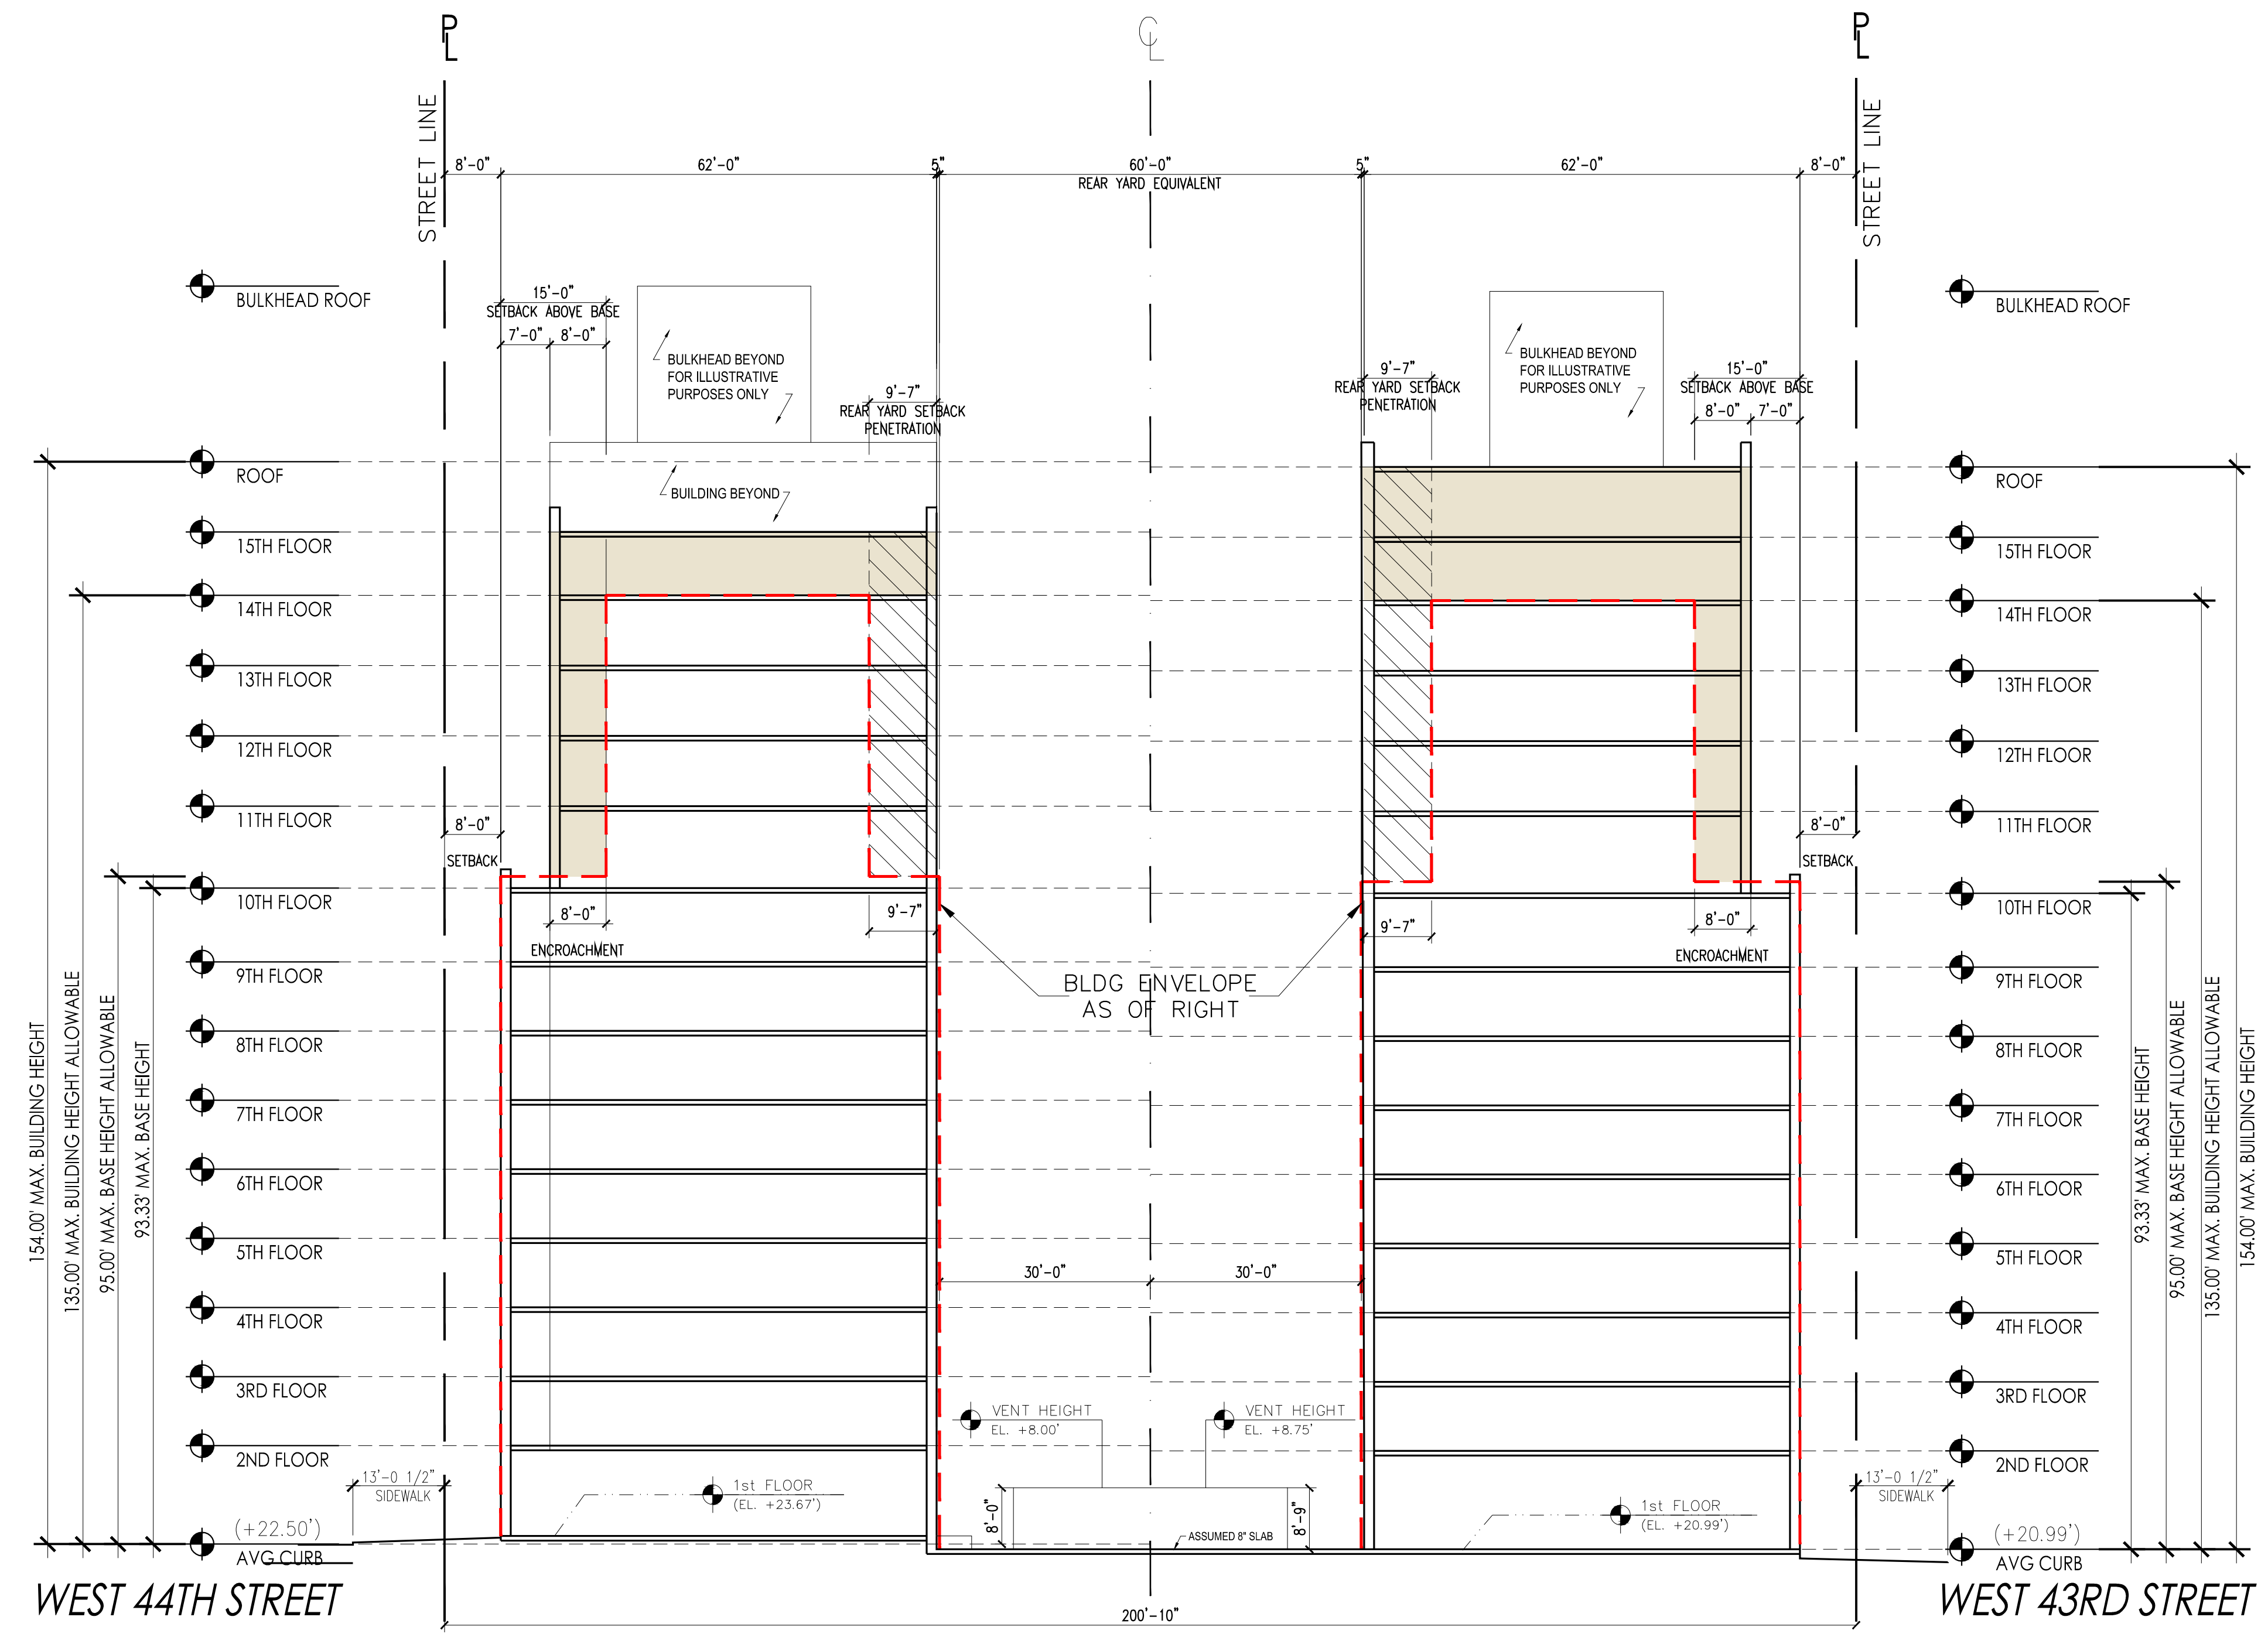 PL
CL
PL
STREET LINE
STREET LINE
8'-0"
62'-0"
5"
60'-0"
REAR YARD EQUIVALENT
5"
62'-0"
8'-0"
BULKHEAD ROOF
15'-0"
SETBACK ABOVE BASE
7'-0"
8'-0"
BULKHEAD BEYOND
FOR ILLUSTRATIVE
PURPOSES ONLY
9'-7"
REAR YARD SETBACK
PENETRATION
9'-7"
REAR YARD SETBACK
PENETRATION
BULKHEAD BEYOND
FOR ILLUSTRATIVE
PURPOSES ONLY
15'-0"
SETBACK ABOVE BASE
8'-0"
7'-0"
BULKHEAD ROOF
ROOF
BUILDING BEYOND
ROOF
15TH FLOOR
15TH FLOOR
14TH FLOOR
14TH FLOOR
13TH FLOOR
13TH FLOOR
12TH FLOOR
12TH FLOOR
11TH FLOOR
11TH FLOOR
8'-0"
SETBACK
8'-0"
SETBACK
10TH FLOOR
10TH FLOOR
8'-0"
ENCROACHMENT
9'-7"
9'-7"
8'-0"
ENCROACHMENT
9TH FLOOR
9TH FLOOR
BLDG ENVELOPE
AS OF RIGHT
8TH FLOOR
8TH FLOOR
7TH FLOOR
7TH FLOOR
6TH FLOOR
6TH FLOOR
5TH FLOOR
5TH FLOOR
30'-0"
30'-0"
4TH FLOOR
4TH FLOOR
3RD FLOOR
3RD FLOOR
154.00' MAX. BUILDING HEIGHT
135.00' MAX. BUILDING HEIGHT ALLOWABLE
95.00' MAX. BASE HEIGHT ALLOWABLE
93.33' MAX. BASE HEIGHT
93.33' MAX. BASE HEIGHT
95.00' MAX. BASE HEIGHT ALLOWABLE
135.00' MAX. BUILDING HEIGHT ALLOWABLE
154.00' MAX. BUILDING HEIGHT
VENT HEIGHT
EL. +8.00'
VENT HEIGHT
EL. +8.75'
2ND FLOOR
2ND FLOOR
13'-0 1/2"
SIDEWALK
1st FLOOR
(EL. +23.67')
8'-0"
ASSUMED 8" SLAB
8'-9"
1st FLOOR
(EL. +20.99')
13'-0 1/2"
SIDEWALK
(+22.50')
AVG CURB
(+20.99')
AVG CURB
WEST 44TH STREET
200'-10"
WEST 43RD STREET